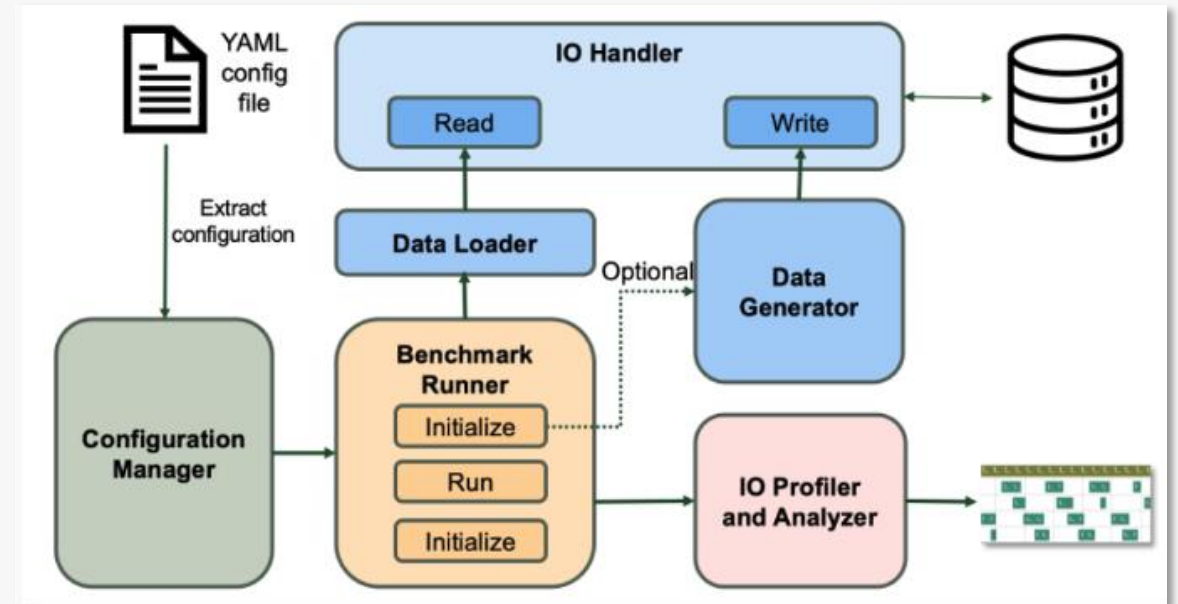 YAML
config
file
IO Handler
Read
Write
Extract
configuration
Data Loader
Optional
Data
Generator
Benchmark
Runner
Initialize
Run
Initialize
Configuration
Manager
IO Profiler
and Analyzer